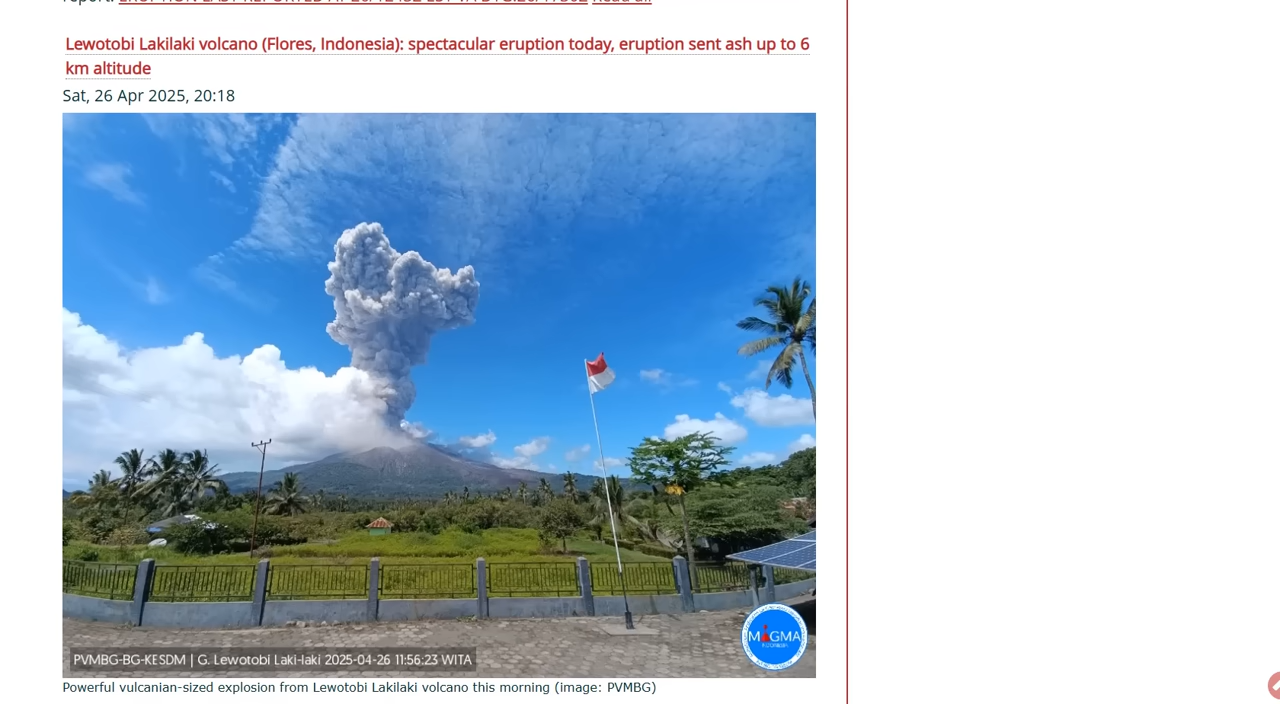 Lewotobi Lakilaki volcano (Flores, Indonesia): spectacular eruption today, eruption sent ash up to 6
km altitude
Sat, 26 Apr 2025, 20:18
MAGMA
PVMBG-BG-KESDM | G. Lewotobi Laki-laki 2025-04-26 11:56:23 WITA
Powerful vulcanian-sized explosion from Lewotobi Lakilaki volcano this morning (image: PVMBG)